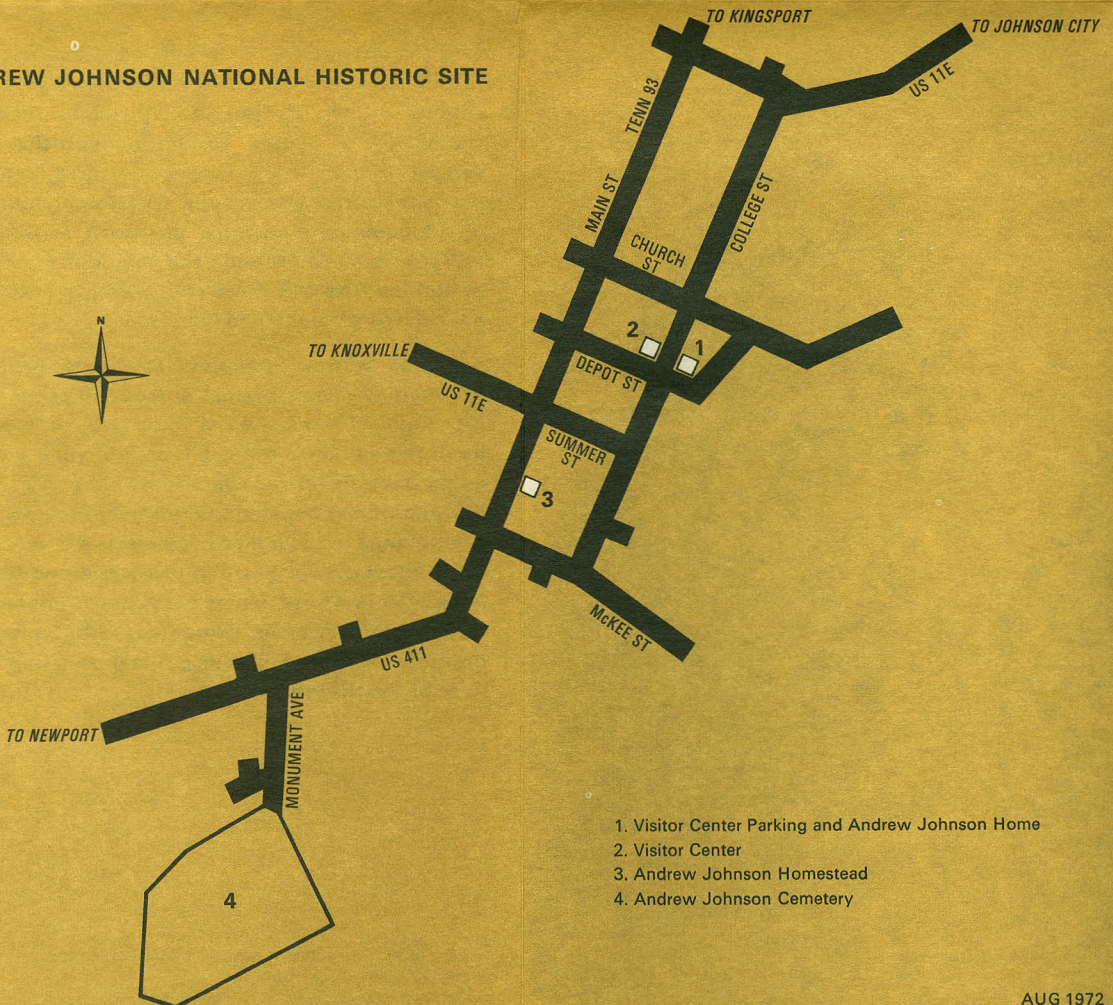 TO KINGSPORT
TO JOHNSON CITY
REW JOHNSON NATIONAL HISTORIC SITE
US 11E
TENN 93
MAIN ST
COLLEGE ST
CHURCH
ST
N
2
1
TO KNOXVILLE
DEPOT ST
US 11E
SUMMER
ST
3
McKEE ST
US 411
TO NEWPORT
MONUMENT AVE
4
1. Visitor Center Parking and Andrew Johnson Home
2. Visitor Center
3. Andrew Johnson Homestead
4. Andrew Johnson Cemetery
AUG 1972